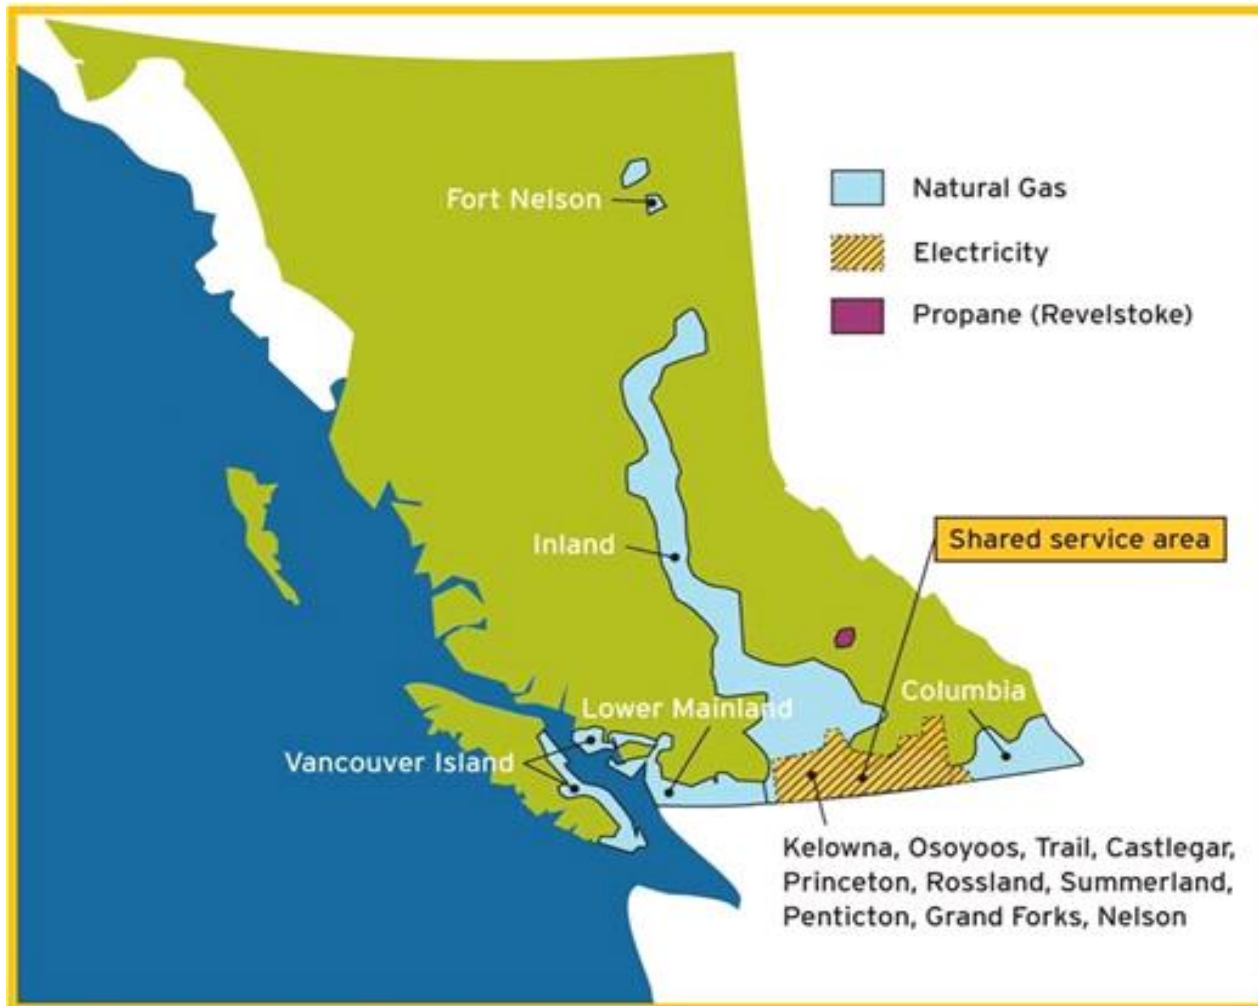 Fort Nelson
Natural Gas
Electricity
Propane (Revelstoke)
Inland
Shared service area
Columbia
Lower Mainland
Vancouver Island
Kelowna, Osoyoos, Trail, Castlegar,
Princeton, Rossland, Summerland,
Penticton, Grand Forks, Nelson